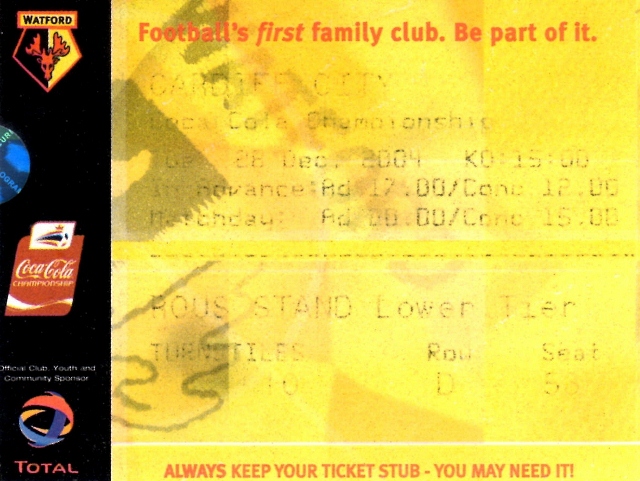 WATFORD
Football's first family club. Be part of it.
CARDIFF CITY
Coca Cola Championship
Tue 28 Dec. 2004 KO:15:00
In advance:Ad 17.00/Conc 12.00
Matchday: Ad 20.00/Conc 15.00
Coca-Cola
CHAMPIONSHIP
ROUS STAND Lower Tier
TURNSTILES Row Seat
10 D
Official Club, Youth and
Community Sponsor
TOTAL
ALWAYS KEEP YOUR TICKET STUB - YOU MAY NEED IT!